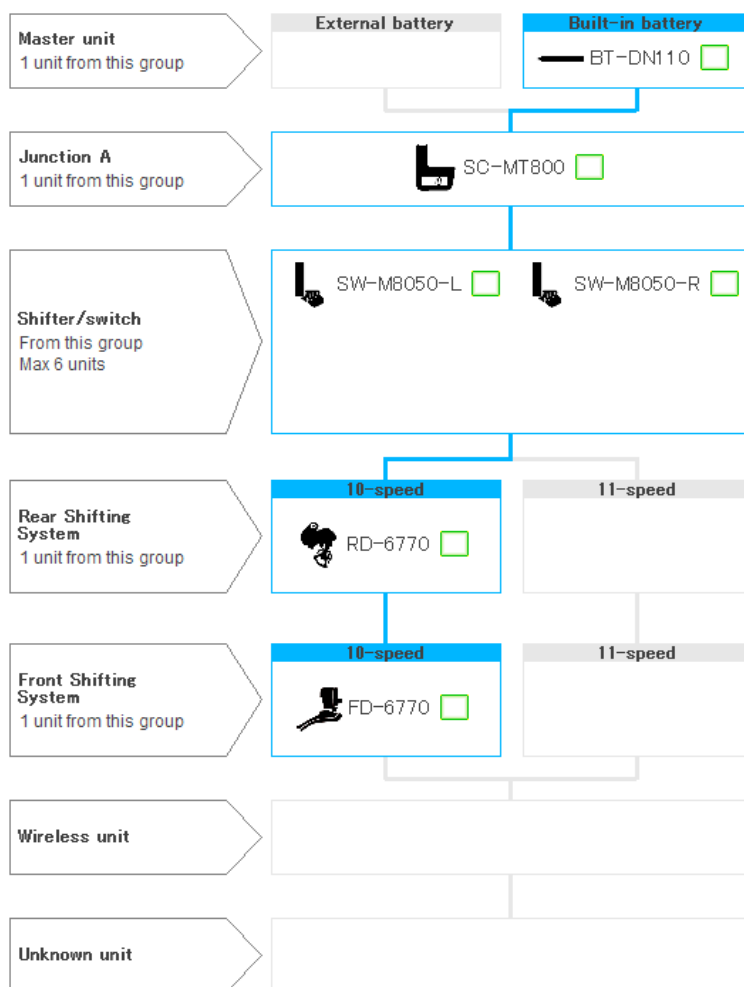 Master unit
1 unit from this group
External battery
Built-in battery
BT-DN110
Junction A
1 unit from this group
SC-MT800
Shifter/switch
From this group
Max 6 units
SW-M8050-L
SW-M8050-R
Rear Shifting
System
1 unit from this group
10-speed
11-speed
RD-6770
Front Shifting
System
1 unit from this group
10-speed
11-speed
FD-6770
Wireless unit
Unknown unit